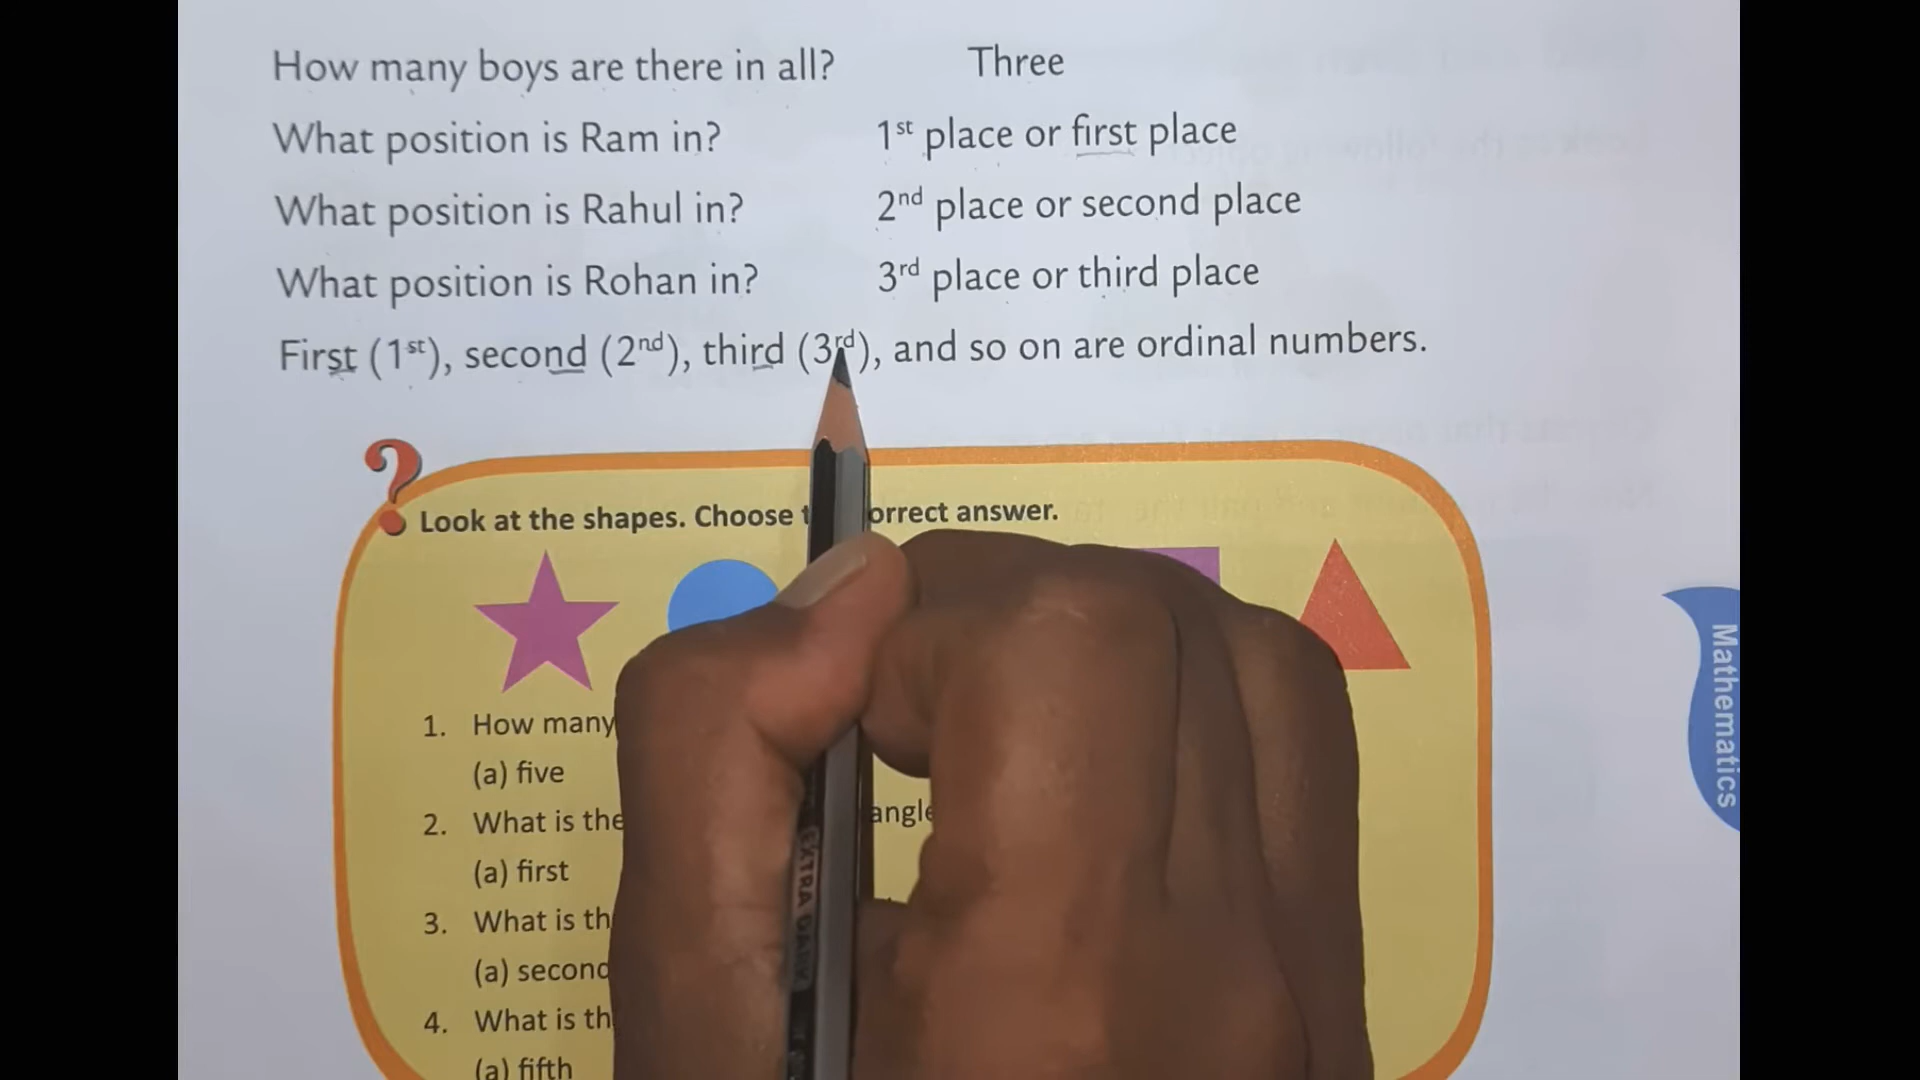 How many boys are there in all? Three
What position is Ram in? 1st place or first place
What position is Rahul in? 2nd place or second place
What position is Rohan in? 3rd place or third place
First (1st), second (2nd), third (3rd), and so on are ordinal numbers.
?
Look at the shapes. Choose orrect answer.
1. How many
(a) five
2. What is the angle
(a) first
3. What is th
(a) second
4. What is th
(a) fifth
Mathematics
EXTRA DARK